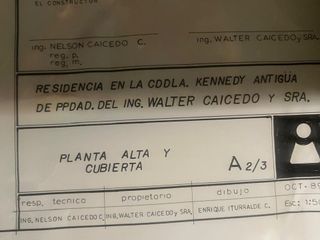 EL CONSTRUCTOR
ing. NELSON CAICEDO C.
ing. WALTER CAICEDO y SRA.
reg. p.
reg. m.
RESIDENCIA EN LA CDDLA. KENNEDY ANTIGUA
DE PPDAD. DEL ING. WALTER CAICEDO Y SRA.
PLANTA ALTA Y
CUBIERTA
A 2/3
resp. tecnico
propietario
dibujo
OCT-89
ING. NELSON CAICEDO C.
ING. WALTER CAICEDO y SRA.
ENRIQUE ITURRALDE C.
Esc: 1:50